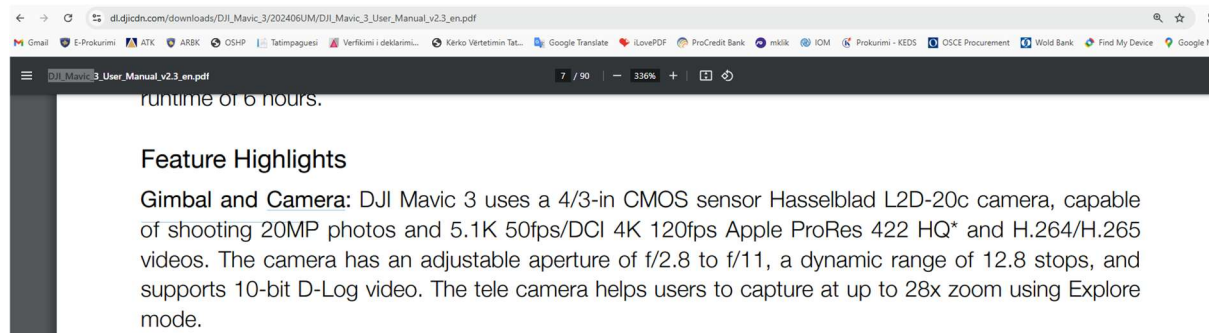 dl.djicdn.com/downloads/DJI_Mavic_3/202406UM/DJI_Mavic_3_User_Manual_v2.3_en.pdf
Gmail E-Prokurimi ATK ARBK OSHP Tatimpaguesi Verfikimi i deklarimi... Kërko Vërtetimin Tat... Google Translate iLovePDF ProCredit Bank mklik IOM Prokurimi - KEDS OSCE Procurement Wold Bank Find My Device Google
DJI_Mavic_3_User_Manual_v2.3_en.pdf 7 / 90 | − 336% +
runtime of 6 hours.
Feature Highlights
Gimbal and Camera: DJI Mavic 3 uses a 4/3-in CMOS sensor Hasselblad L2D-20c camera, capable
of shooting 20MP photos and 5.1K 50fps/DCI 4K 120fps Apple ProRes 422 HQ* and H.264/H.265
videos. The camera has an adjustable aperture of f/2.8 to f/11, a dynamic range of 12.8 stops, and
supports 10-bit D-Log video. The tele camera helps users to capture at up to 28x zoom using Explore
mode.